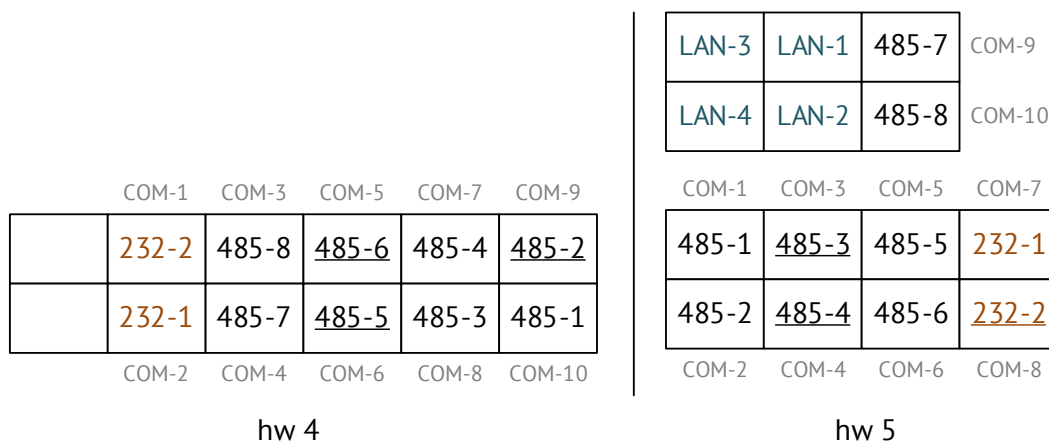 LAN-3 LAN-1 485-7 COM-9
LAN-4 LAN-2 485-8 COM-10
COM-1 COM-3 COM-5 COM-7 COM-9
232-2 485-8 485-6 485-4 485-2
232-1 485-7 485-5 485-3 485-1
COM-2 COM-4 COM-6 COM-8 COM-10
hw 4
COM-1 COM-3 COM-5 COM-7
485-1 485-3 485-5 232-1
485-2 485-4 485-6 232-2
COM-2 COM-4 COM-6 COM-8
hw 5